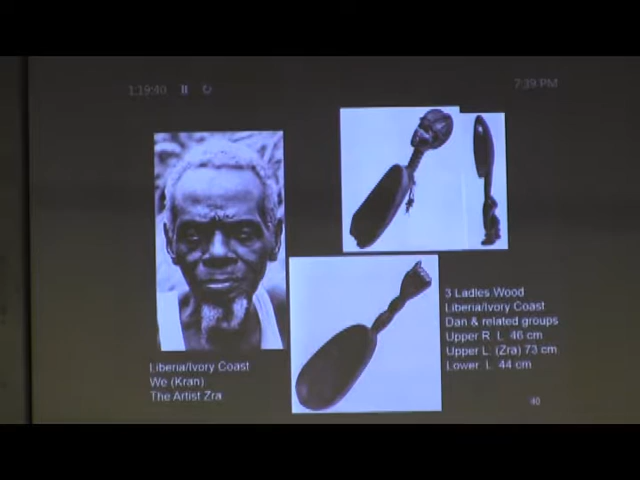 1:19:40
7:39 PM
Liberia/Ivory Coast
We (Kran)
The Artist Zra
3 Ladles Wood
Liberia/Ivory Coast
Dan & related groups
Upper R. L. 46 cm
Upper L. (Zra) 73 cm
Lower L. 44 cm
40